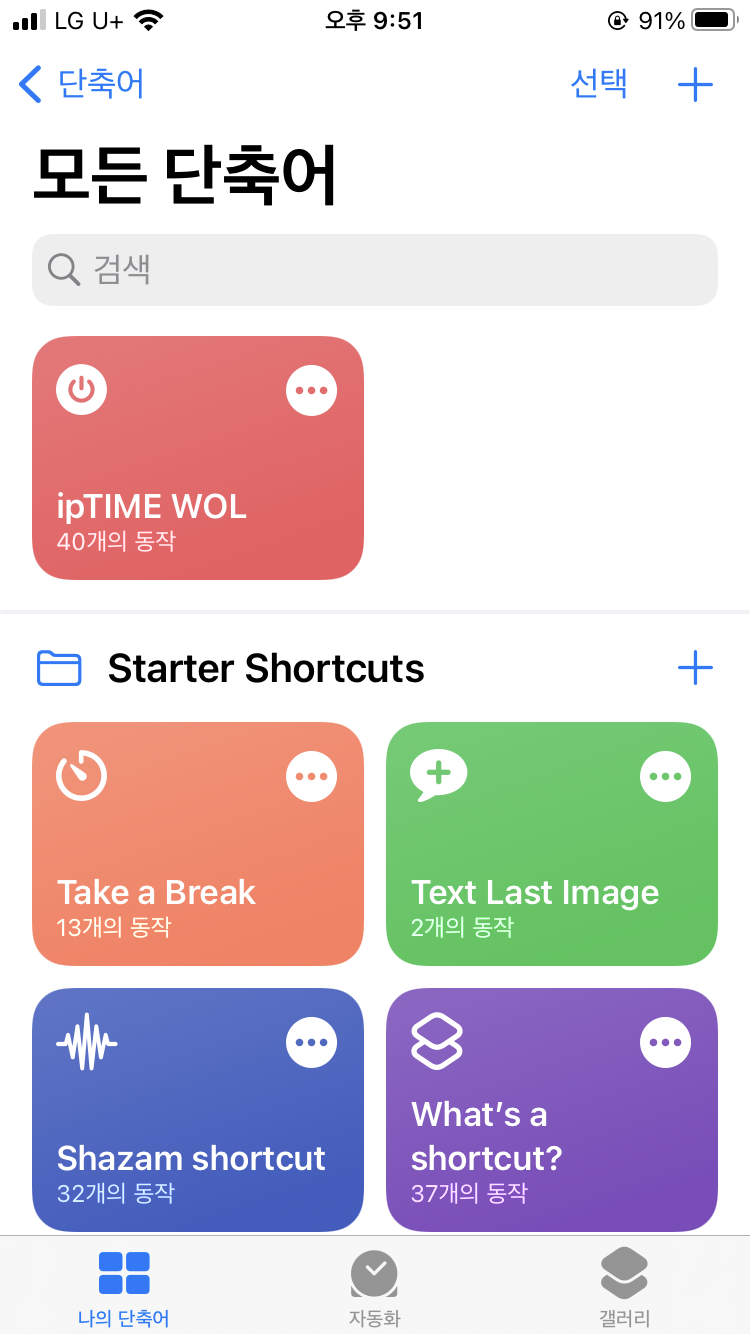 LG U+ 오후 9:51 91%
단축어 선택
모든 단축어
검색
ipTIME WOL
40개의 동작
Starter Shortcuts
Take a Break
13개의 동작
Text Last Image
2개의 동작
Shazam shortcut
32개의 동작
What's a
shortcut?
37개의 동작
나의 단축어 자동화 갤러리